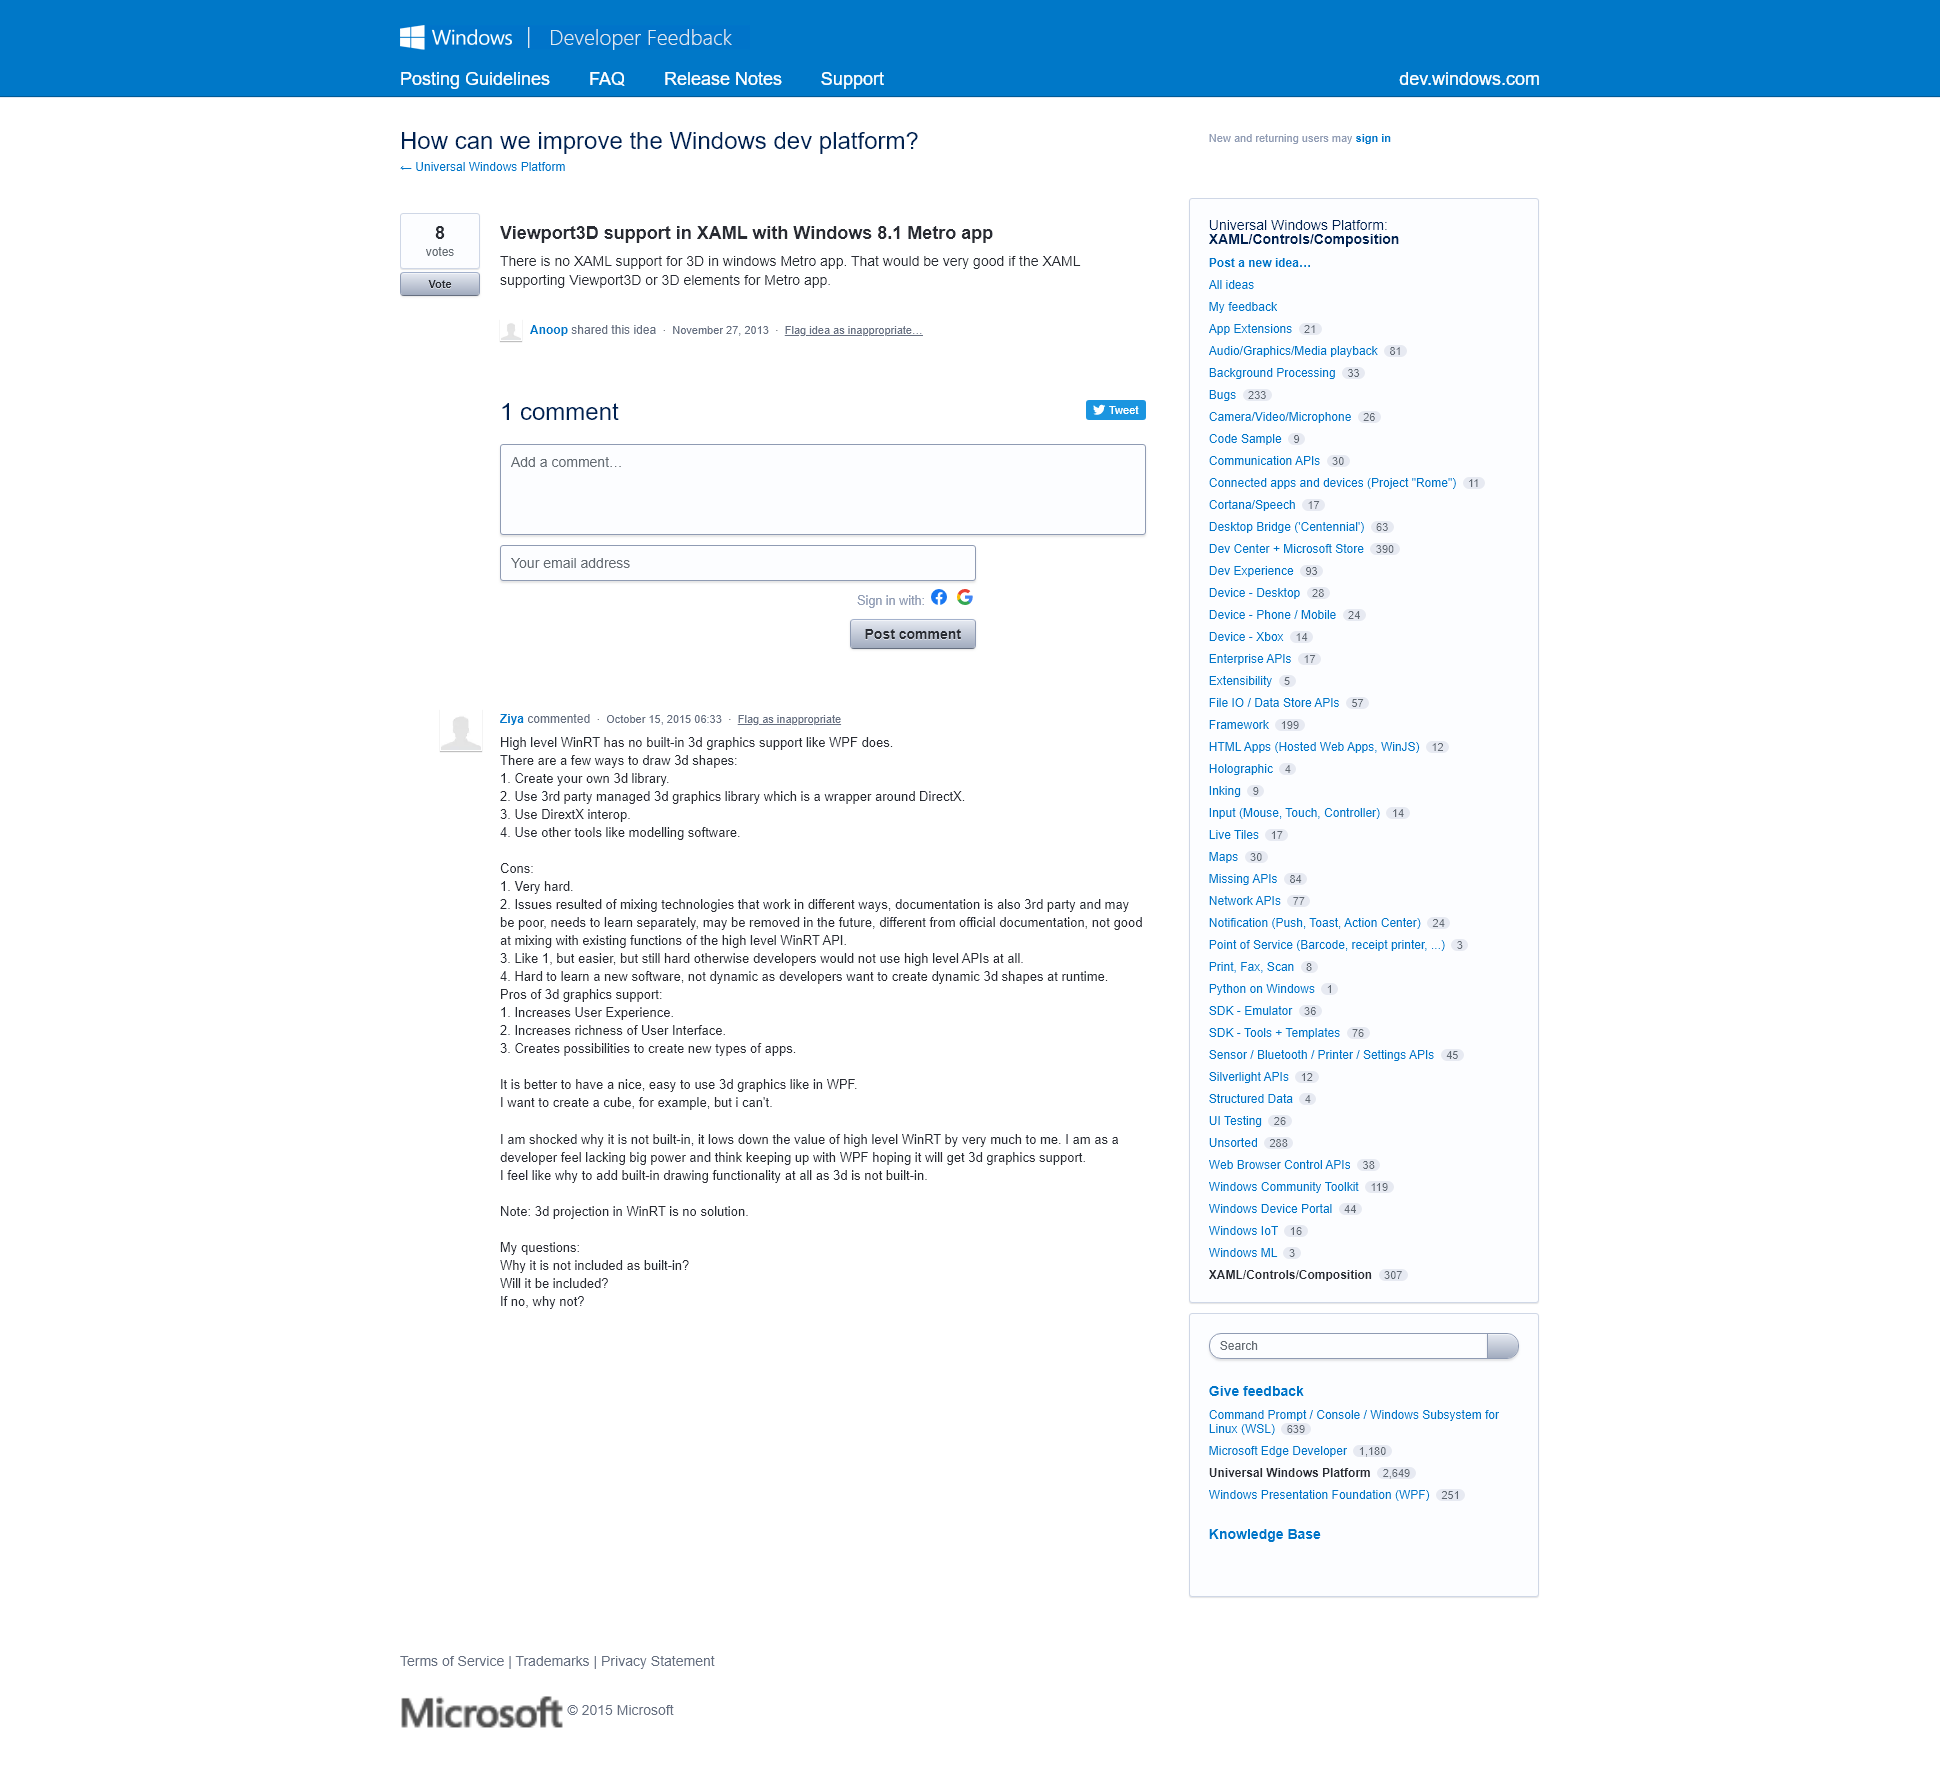 Windows | Developer Feedback
Posting Guidelines FAQ Release Notes Support dev.windows.com
How can we improve the Windows dev platform?
← Universal Windows Platform
New and returning users may sign in
8
votes
Vote
Viewport3D support in XAML with Windows 8.1 Metro app
There is no XAML support for 3D in windows Metro app. That would be very good if the XAML
supporting Viewport3D or 3D elements for Metro app.
Anoop shared this idea · November 27, 2013 · Flag idea as inappropriate…
1 comment
Tweet
Add a comment…
Your email address
Sign in with:
Post comment
Ziya commented · October 15, 2015 06:33 · Flag as inappropriate
High level WinRT has no built-in 3d graphics support like WPF does.
There are a few ways to draw 3d shapes:
1. Create your own 3d library.
2. Use 3rd party managed 3d graphics library which is a wrapper around DirectX.
3. Use DirextX interop.
4. Use other tools like modelling software.
Cons:
1. Very hard.
2. Issues resulted of mixing technologies that work in different ways, documentation is also 3rd party and may
be poor, needs to learn separately, may be removed in the future, different from official documentation, not good
at mixing with existing functions of the high level WinRT API.
3. Like 1, but easier, but still hard otherwise developers would not use high level APIs at all.
4. Hard to learn a new software, not dynamic as developers want to create dynamic 3d shapes at runtime.
Pros of 3d graphics support:
1. Increases User Experience.
2. Increases richness of User Interface.
3. Creates possibilities to create new types of apps.
It is better to have a nice, easy to use 3d graphics like in WPF.
I want to create a cube, for example, but i can't.
I am shocked why it is not built-in, it lows down the value of high level WinRT by very much to me. I am as a
developer feel lacking big power and think keeping up with WPF hoping it will get 3d graphics support.
I feel like why to add built-in drawing functionality at all as 3d is not built-in.
Note: 3d projection in WinRT is no solution.
My questions:
Why it is not included as built-in?
Will it be included?
If no, why not?
Universal Windows Platform:
XAML/Controls/Composition
Post a new idea…
All ideas
My feedback
App Extensions 21
Audio/Graphics/Media playback 81
Background Processing 33
Bugs 233
Camera/Video/Microphone 26
Code Sample 9
Communication APIs 30
Connected apps and devices (Project "Rome") 11
Cortana/Speech 17
Desktop Bridge ('Centennial') 63
Dev Center + Microsoft Store 390
Dev Experience 93
Device - Desktop 28
Device - Phone / Mobile 24
Device - Xbox 14
Enterprise APIs 17
Extensibility 5
File IO / Data Store APIs 57
Framework 199
HTML Apps (Hosted Web Apps, WinJS) 12
Holographic 4
Inking 9
Input (Mouse, Touch, Controller) 14
Live Tiles 17
Maps 30
Missing APIs 84
Network APIs 77
Notification (Push, Toast, Action Center) 24
Point of Service (Barcode, receipt printer, ...) 3
Print, Fax, Scan 8
Python on Windows 1
SDK - Emulator 36
SDK - Tools + Templates 76
Sensor / Bluetooth / Printer / Settings APIs 45
Silverlight APIs 12
Structured Data 4
UI Testing 26
Unsorted 288
Web Browser Control APIs 38
Windows Community Toolkit 119
Windows Device Portal 44
Windows IoT 16
Windows ML 3
XAML/Controls/Composition 307
Search
Give feedback
Command Prompt / Console / Windows Subsystem for
Linux (WSL) 639
Microsoft Edge Developer 1,180
Universal Windows Platform 2,649
Windows Presentation Foundation (WPF) 251
Knowledge Base
Terms of Service | Trademarks | Privacy Statement
Microsoft © 2015 Microsoft